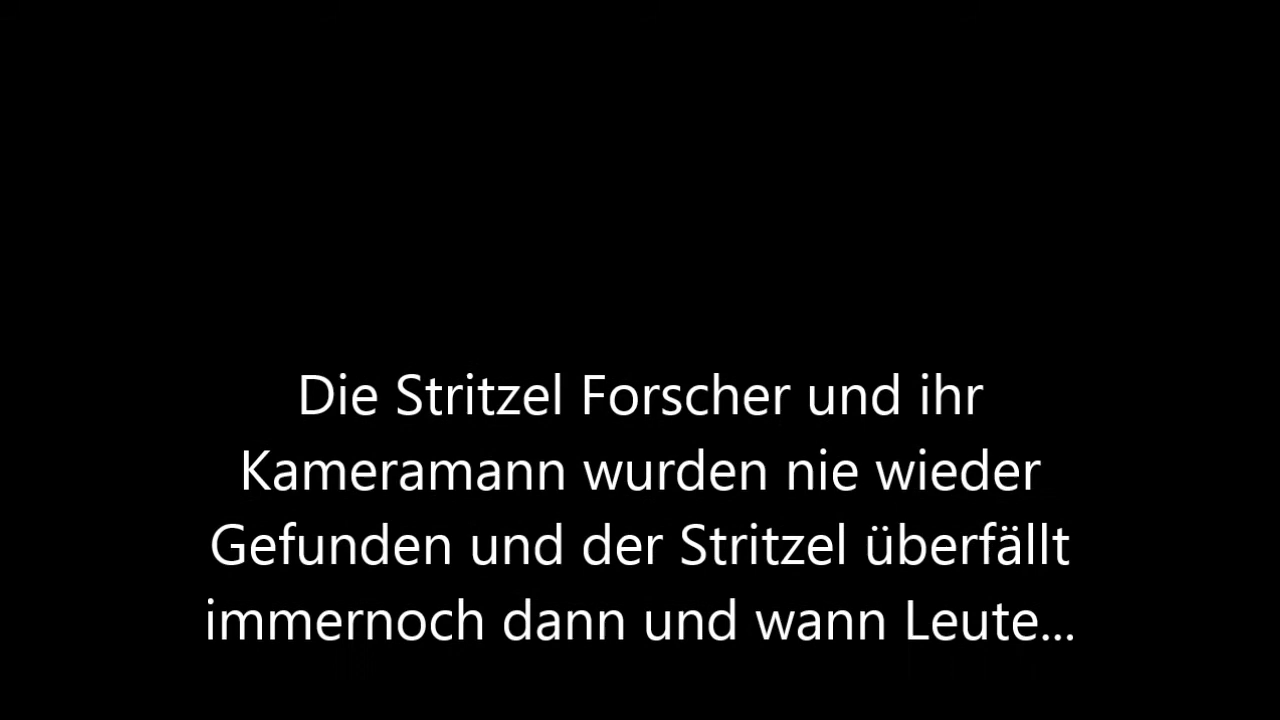 Die Stritzel Forscher und ihr
Kameramann wurden nie wieder
Gefunden und der Stritzel überfällt
immernoch dann und wann Leute...